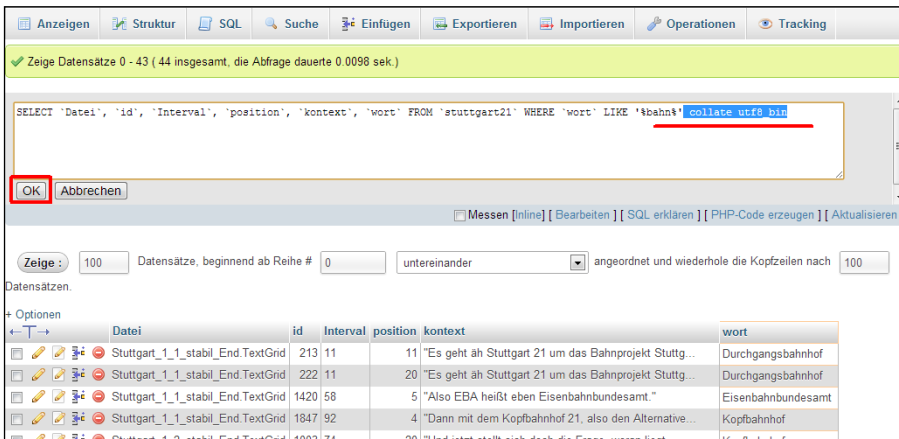 Anzeigen Struktur SQL Suche Einfügen Exportieren Importieren Operationen Tracking
Zeige Datensätze 0 - 43 ( 44 insgesamt, die Abfrage dauerte 0.0098 sek.)
SELECT `Datei`, `id`, `Interval`, `position`, `kontext`, `wort` FROM `stuttgart21` WHERE `wort` LIKE '%bahn%' collate utf8_bin
OK Abbrechen
Messen [Inline] [ Bearbeiten ] [ SQL erklären ] [ PHP-Code erzeugen ] [ Aktualisieren
Zeige : 100 Datensätze, beginnend ab Reihe # 0 untereinander angeordnet und wiederhole die Kopfzeilen nach 100
Datensätzen.
+ Optionen
←T→ Datei id Interval position kontext wort
Stuttgart_1_1_stabil_End.TextGrid 213 11 11 "Es geht äh Stuttgart 21 um das Bahnprojekt Stuttg... Durchgangsbahnhof
Stuttgart_1_1_stabil_End.TextGrid 222 11 20 "Es geht äh Stuttgart 21 um das Bahnprojekt Stuttg... Durchgangsbahnhof
Stuttgart_1_1_stabil_End.TextGrid 1420 58 5 "Also EBA heißt eben Eisenbahnbundesamt." Eisenbahnbundesamt
Stuttgart_1_1_stabil_End.TextGrid 1847 92 4 "Dann mit dem Kopfbahnhof 21, also den Alternative... Kopfbahnhof